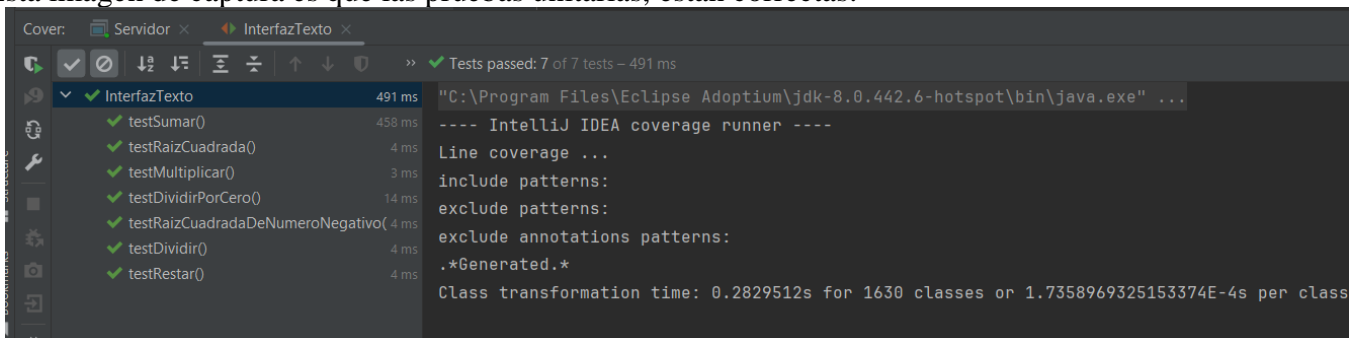 esta imagen de captura es que las pruebas unitarias, están correctas.
Cover: Servidor InterfazTexto
Tests passed: 7 of 7 tests – 491 ms
InterfazTexto 491 ms
testSumar() 458 ms
testRaizCuadrada() 4 ms
testMultiplicar() 3 ms
testDividirPorCero() 14 ms
testRaizCuadradaDeNumeroNegativo( 4 ms
testDividir() 4 ms
testRestar() 4 ms
"C:\Program Files\Eclipse Adoptium\jdk-8.0.442.6-hotspot\bin\java.exe" ...
---- IntelliJ IDEA coverage runner ----
Line coverage ...
include patterns:
exclude patterns:
exclude annotations patterns:
.*Generated.*
Class transformation time: 0.2829512s for 1630 classes or 1.7358969325153374E-4s per class